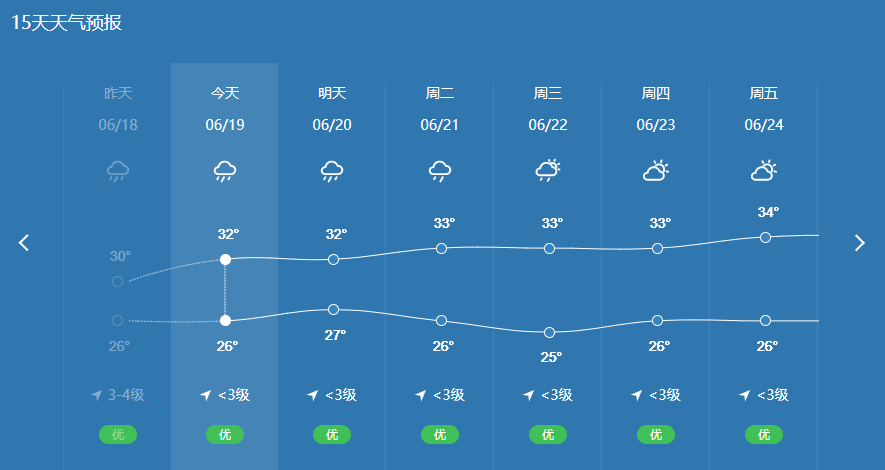 15天天气预报
昨天 今天 明天 周二 周三 周四 周五
06/18 06/19 06/20 06/21 06/22 06/23 06/24
30° 32° 32° 33° 33° 33° 34°
26° 26° 27° 26° 25° 26° 26°
3-4级 <3级 <3级 <3级 <3级 <3级 <3级
优 优 优 优 优 优 优